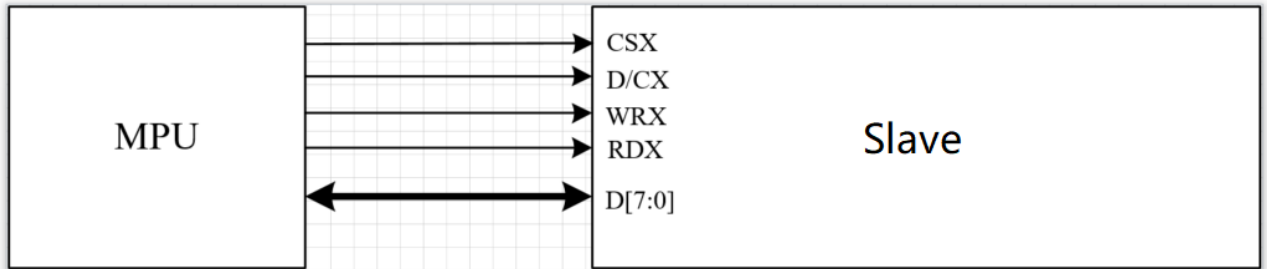 CSX
D/CX
WRX
MPU
Slave
RDX
D[7:0]